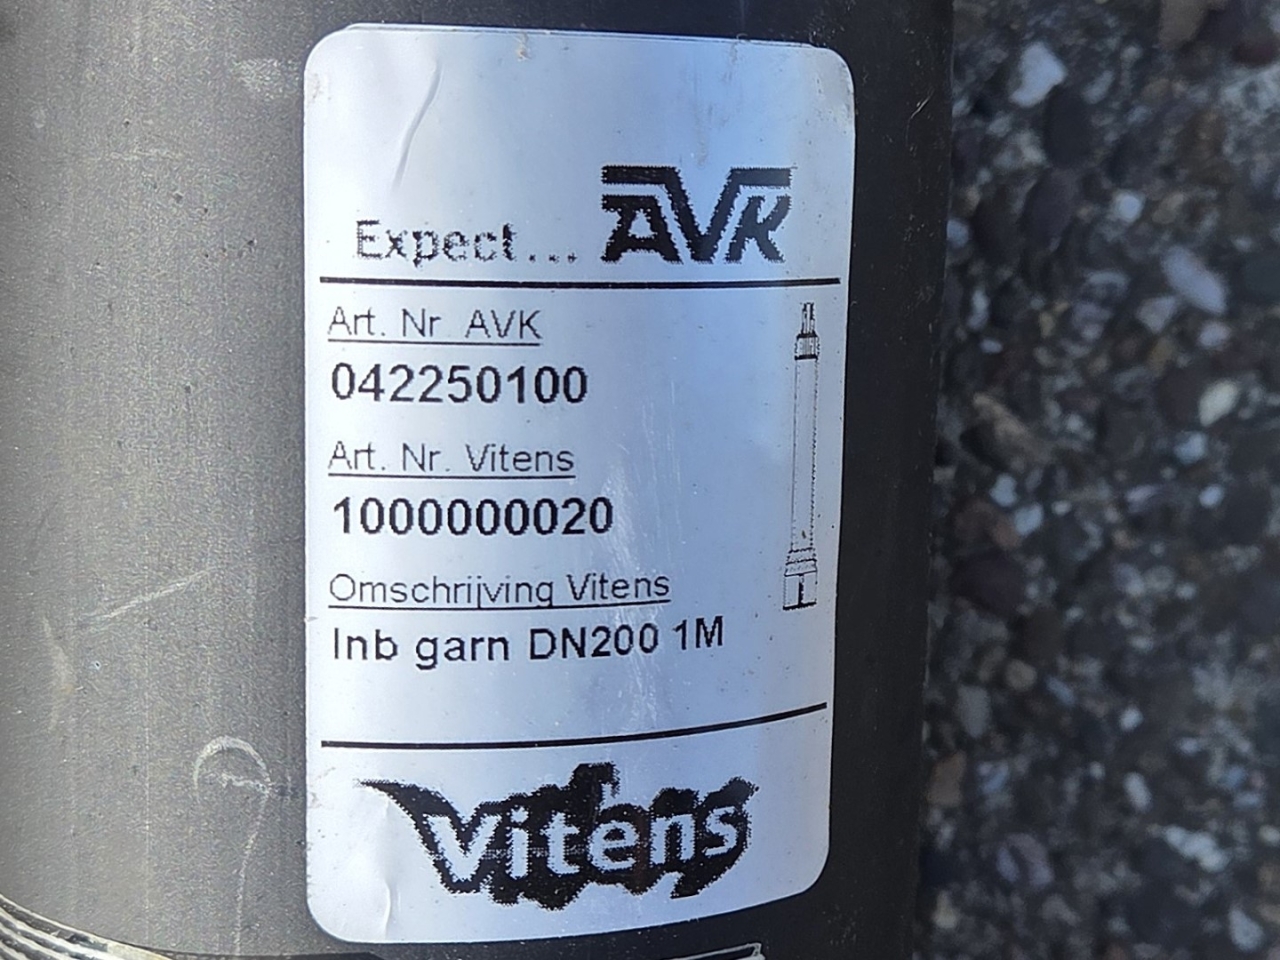 Expect... AVK
Art. Nr. AVK
042250100
Art. Nr. Vitens
1000000020
Omschrijving Vitens
Inb garn DN200 1M
Vitens